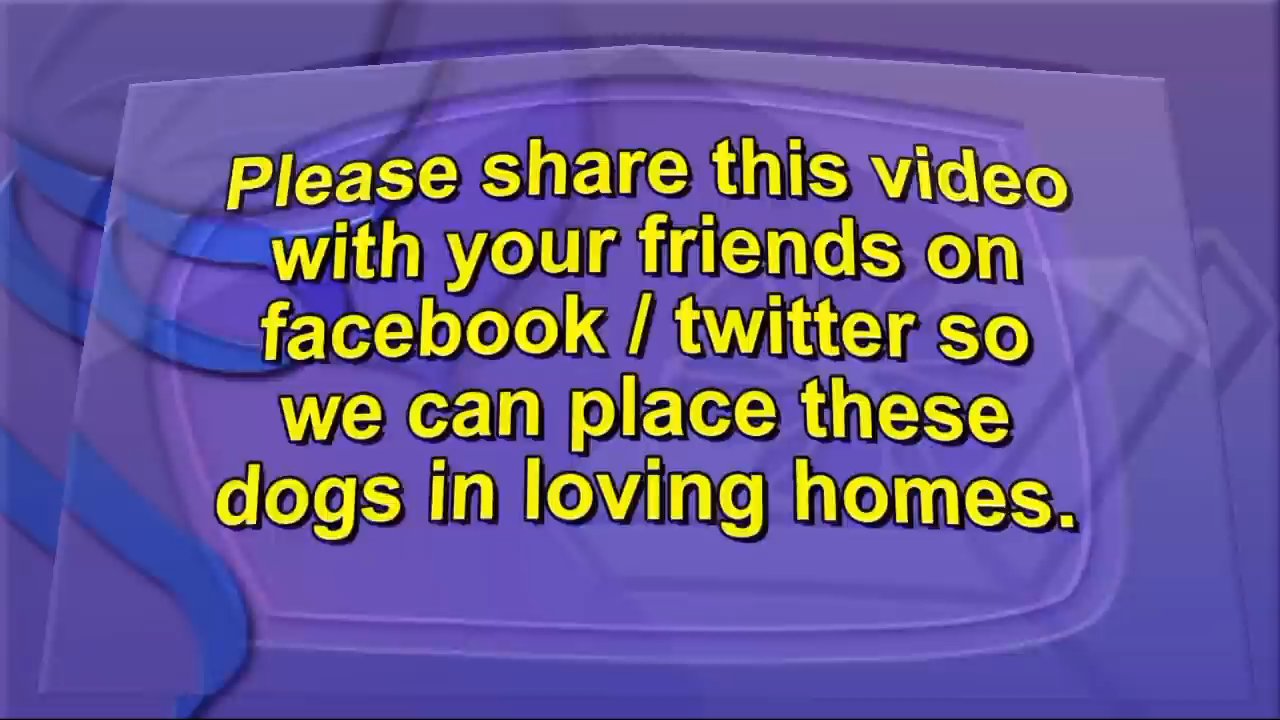 Please share this video
with your friends on
facebook / twitter so
we can place these
dogs in loving homes.